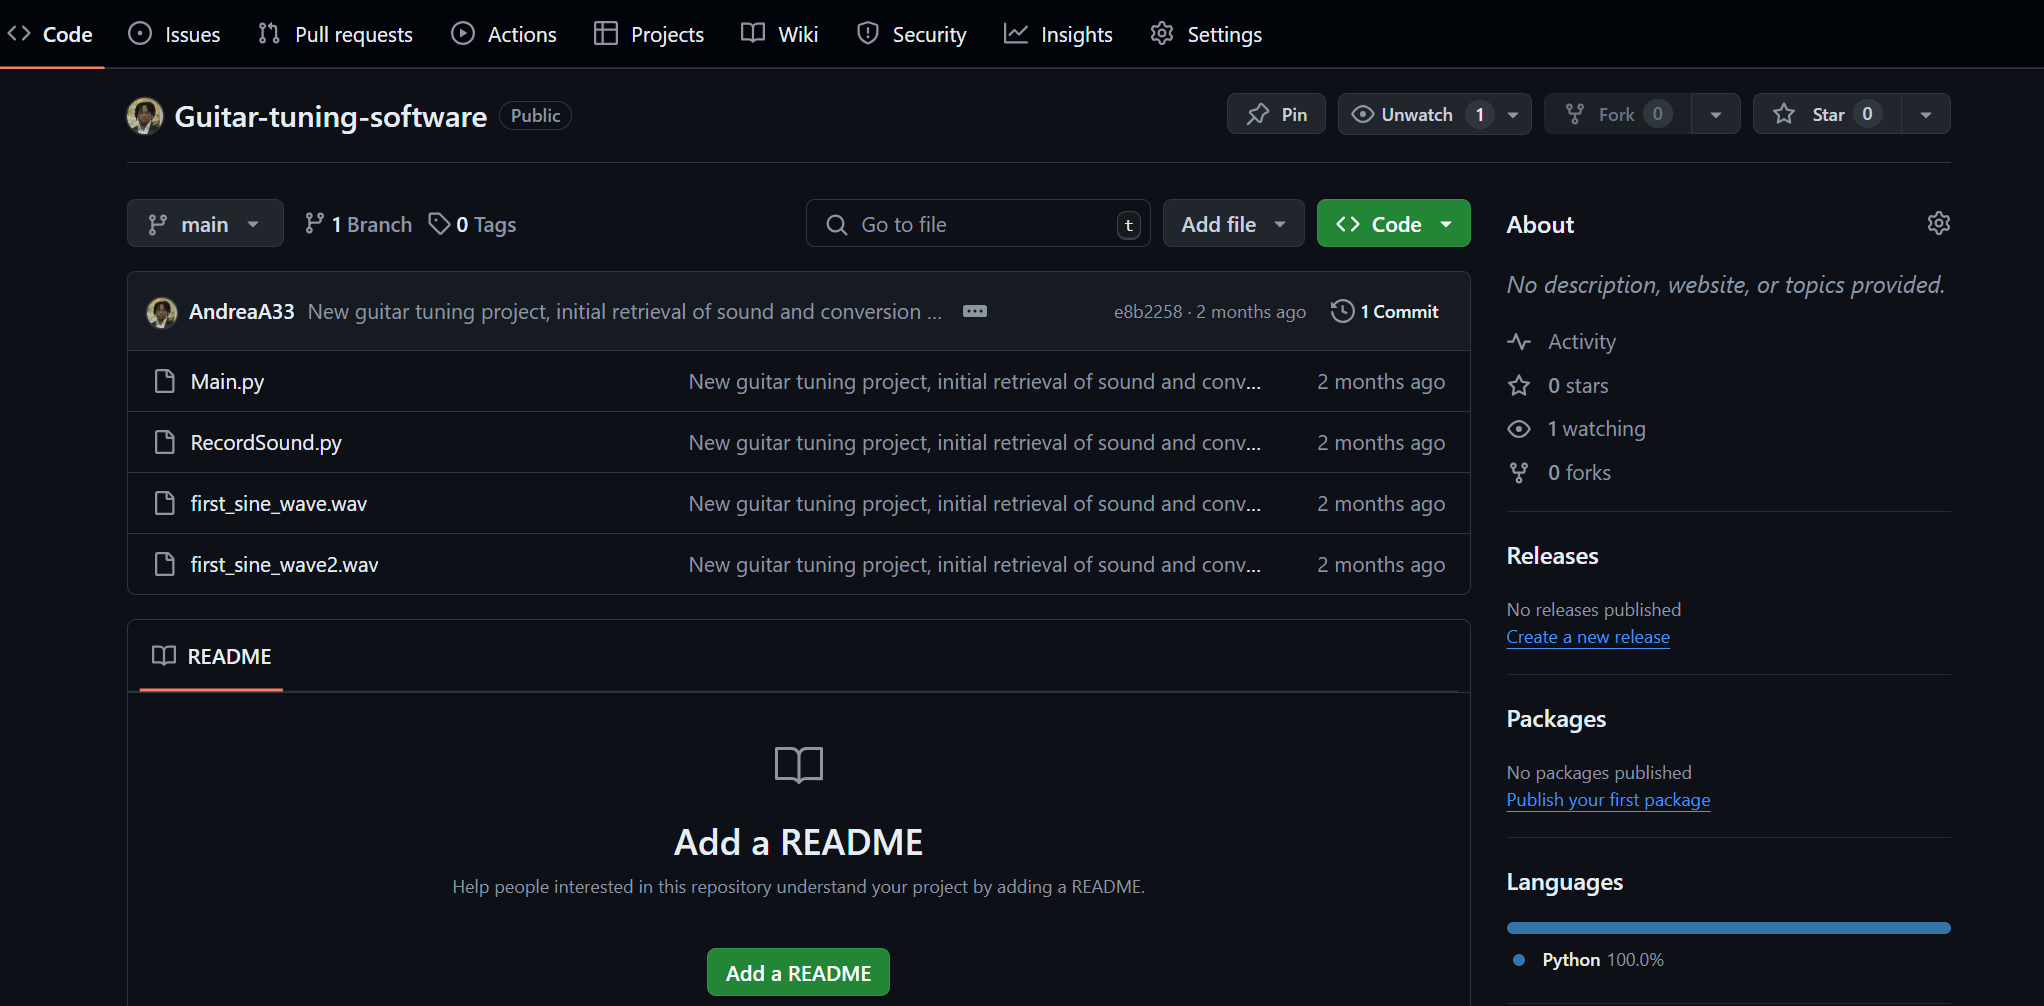 Code Issues Pull requests Actions Projects Wiki Security Insights Settings
Guitar-tuning-software Public
Pin Unwatch 1 Fork 0 Star 0
main 1 Branch 0 Tags Go to file t Add file Code
AndreaA33 New guitar tuning project, initial retrieval of sound and conversion ... e8b2258 · 2 months ago 1 Commit
Main.py New guitar tuning project, initial retrieval of sound and conv... 2 months ago
RecordSound.py New guitar tuning project, initial retrieval of sound and conv... 2 months ago
first_sine_wave.wav New guitar tuning project, initial retrieval of sound and conv... 2 months ago
first_sine_wave2.wav New guitar tuning project, initial retrieval of sound and conv... 2 months ago
README
Add a README
Help people interested in this repository understand your project by adding a README.
Add a README
About
No description, website, or topics provided.
Activity
0 stars
1 watching
0 forks
Releases
No releases published
Create a new release
Packages
No packages published
Publish your first package
Languages
Python 100.0%